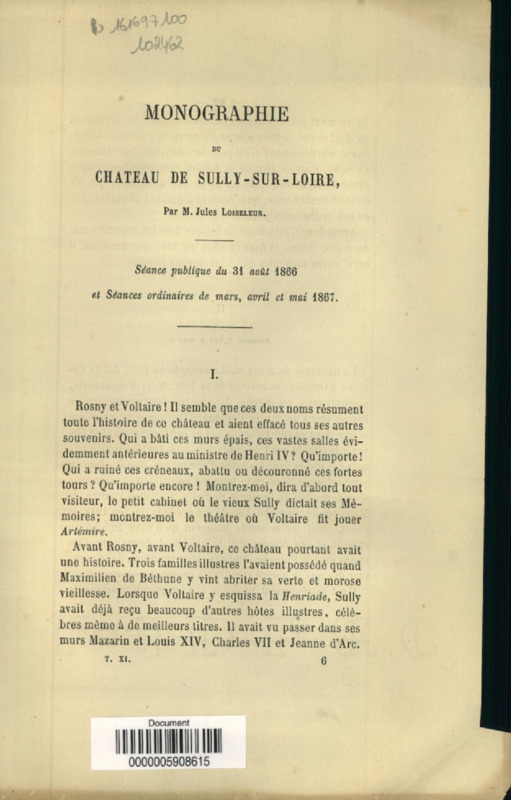 B 161697100
102462
MONOGRAPHIE
DU
CHATEAU DE SULLY-SUR-LOIRE,
Par M. Jules LOISELEUR.
Séance publique du 31 août 1866
et Séances ordinaires de mars, avril et mai 1867.
I.
Rosny et Voltaire ! Il semble que ces deux noms résument
toute l'histoire de ce château et aient effacé tous ses autres
souvenirs. Qui a bâti ces murs épais, ces vastes salles évi-
demment antérieures au ministre de Henri IV? Qu'importe!
Qui a ruiné ces créneaux, abattu ou découronné ces fortes
tours ? Qu'importe encore ! Montrez-moi, dira d'abord tout
visiteur, le petit cabinet où le vieux Sully dictait ses Mé-
moires; montrez-moi le théâtre où Voltaire fit jouer
Artémire.
Avant Rosny, avant Voltaire, ce château pourtant avait
une histoire. Trois familles illustres l'avaient possédé quand
Maximilien de Béthune y vint abriter sa verte et morose
vieillesse. Lorsque Voltaire y esquissa la Henriade, Sully
avait déjà reçu beaucoup d'autres hôtes illustres, célè-
bres même à de meilleurs titres. Il avait vu passer dans ses
murs Mazarin et Louis XIV, Charles VII et Jeanne d'Arc.
T. XI. 6
Document
0000005908615